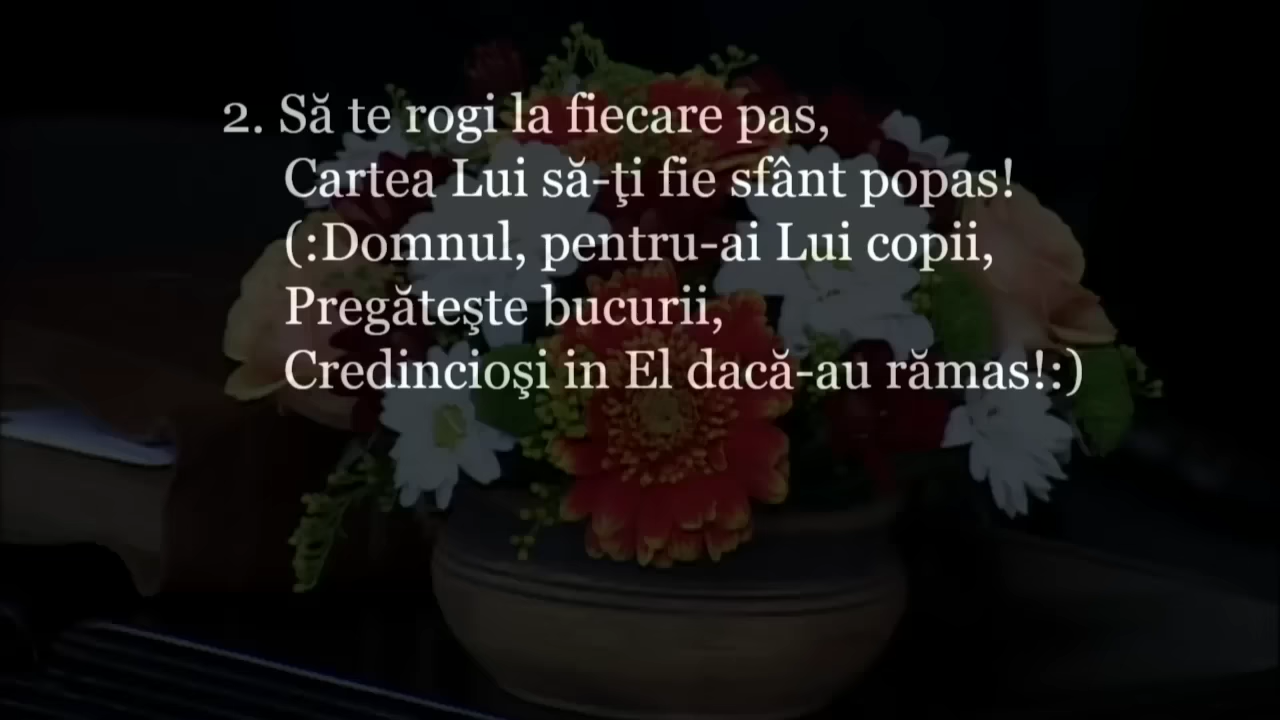 2. Să te rogi la fiecare pas,
Cartea Lui să-ţi fie sfânt popas!
(:Domnul, pentru-ai Lui copii,
Pregăteşte bucurii,
Credincioşi in El dacă-au rămas!:)